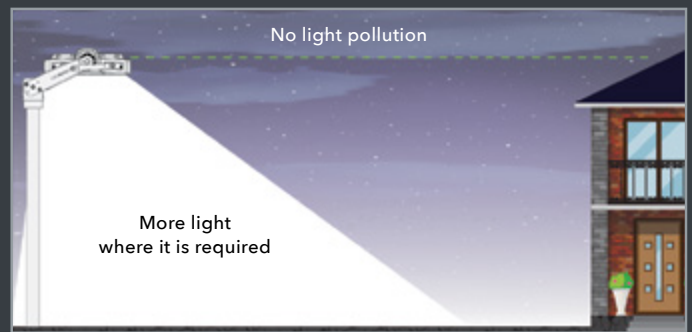 No light pollution
More light
where it is required